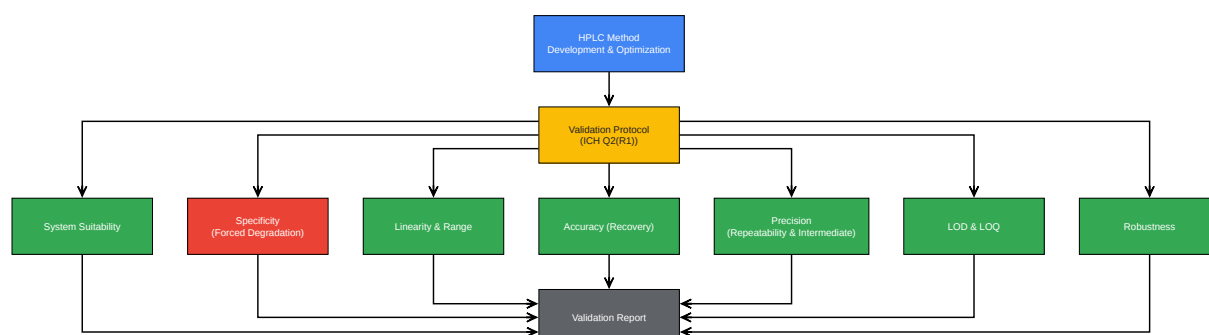 HPLC Method
Development & Optimization
Validation Protocol
(ICH Q2(R1))
System Suitability
Specificity
(Forced Degradation)
Linearity & Range
Accuracy (Recovery)
Precision
(Repeatability & Intermediate)
LOD & LOQ
Robustness
Validation Report